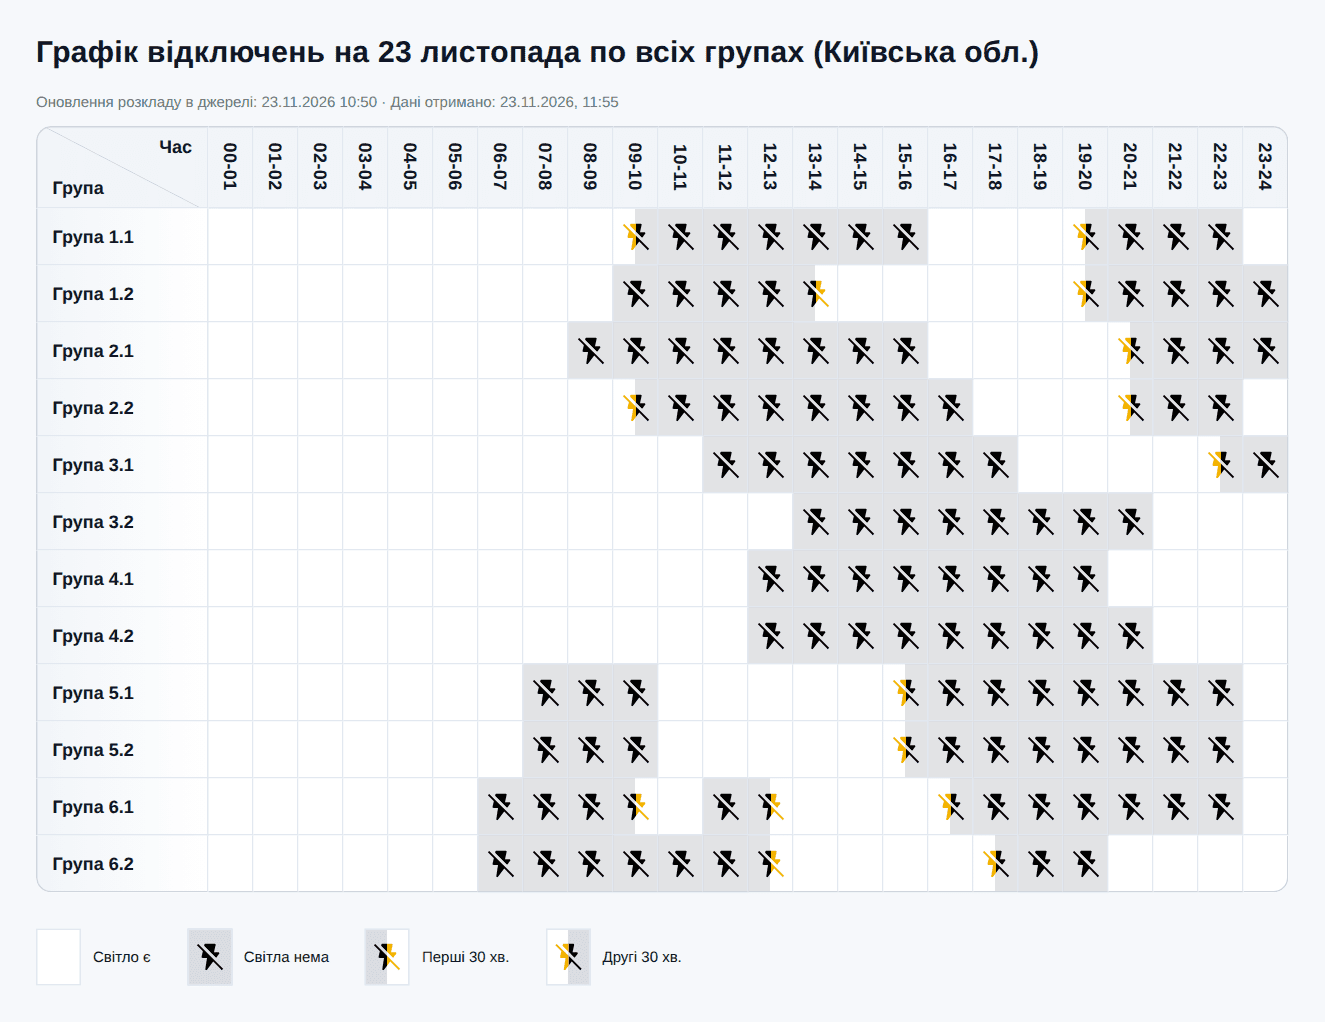 Графік відключень на 23 листопада по всіх групах (Київська обл.)
Оновлення розкладу в джерелі: 23.11.2026 10:50 · Дані отримано: 23.11.2026, 11:55
Час
Група
00-01 01-02 02-03 03-04 04-05 05-06 06-07 07-08 08-09 09-10 10-11 11-12 12-13 13-14 14-15 15-16 16-17 17-18 18-19 19-20 20-21 21-22 22-23 23-24
Група 1.1
Група 1.2
Група 2.1
Група 2.2
Група 3.1
Група 3.2
Група 4.1
Група 4.2
Група 5.1
Група 5.2
Група 6.1
Група 6.2
Світло є
Світла нема
Перші 30 хв.
Другі 30 хв.